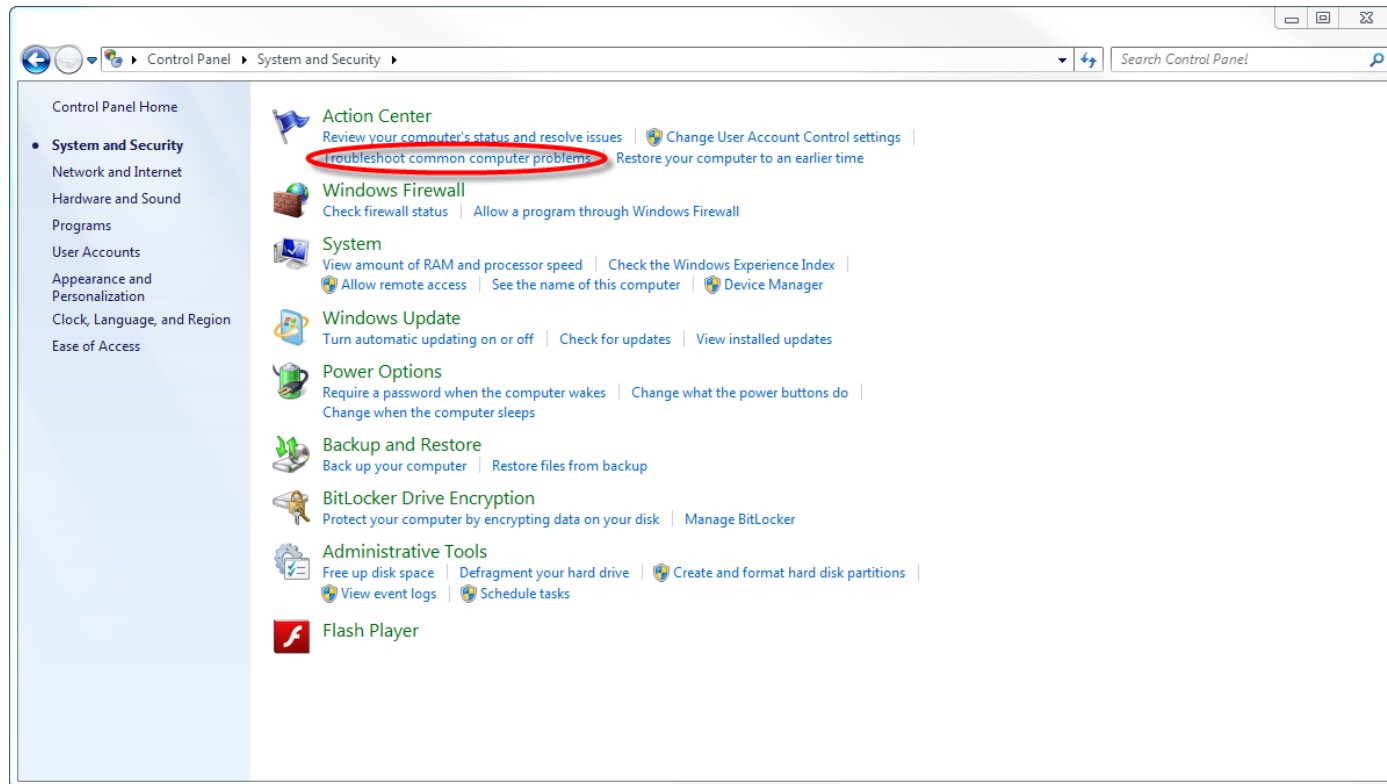 Control Panel System and Security
Search Control Panel
Control Panel Home
System and Security
Network and Internet
Hardware and Sound
Programs
User Accounts
Appearance and
Personalization
Clock, Language, and Region
Ease of Access
Action Center
Review your computer's status and resolve issues Change User Account Control settings
Troubleshoot common computer problems Restore your computer to an earlier time
Windows Firewall
Check firewall status Allow a program through Windows Firewall
System
View amount of RAM and processor speed Check the Windows Experience Index
Allow remote access See the name of this computer Device Manager
Windows Update
Turn automatic updating on or off Check for updates View installed updates
Power Options
Require a password when the computer wakes Change what the power buttons do
Change when the computer sleeps
Backup and Restore
Back up your computer Restore files from backup
BitLocker Drive Encryption
Protect your computer by encrypting data on your disk Manage BitLocker
Administrative Tools
Free up disk space Defragment your hard drive Create and format hard disk partitions
View event logs Schedule tasks
Flash Player